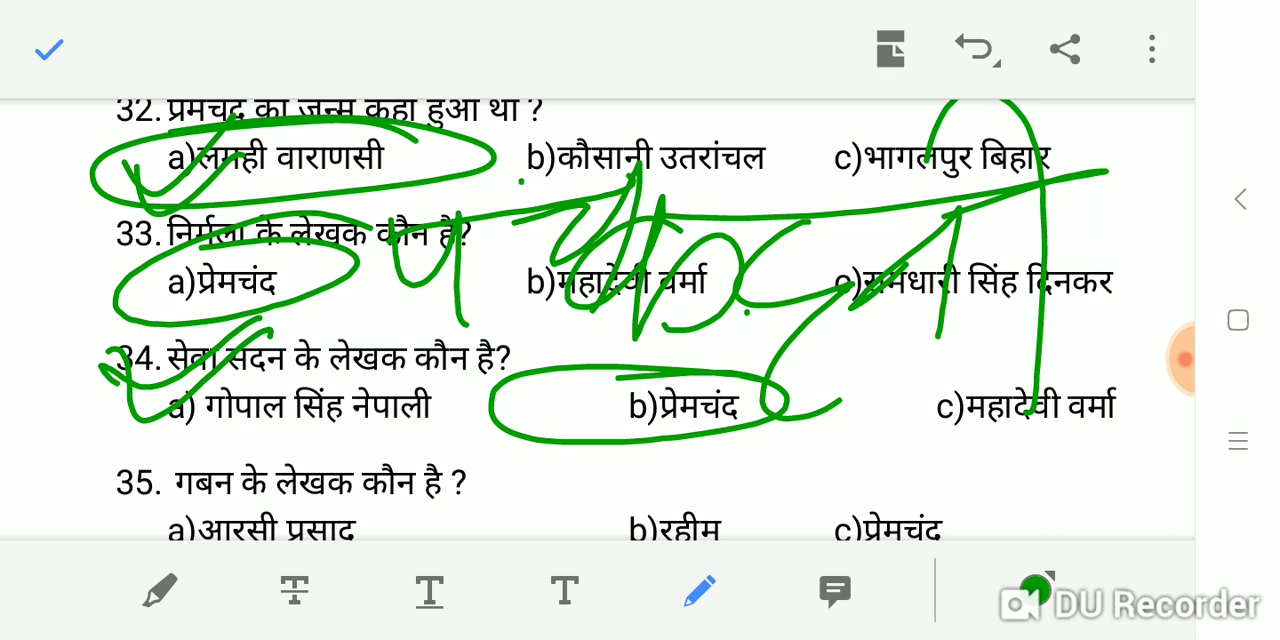 32. प्रेमचंद का जन्म कहां हुआ था ?
a)लमही वाराणसी b)कौसानी उतरांचल c)भागलपुर बिहार
33. निर्मला के लेखक कौन है?
a)प्रेमचंद b)महादेवी वर्मा c)रामधारी सिंह दिनकर
34. सेवा सदन के लेखक कौन है?
a) गोपाल सिंह नेपाली b)प्रेमचंद c)महादेवी वर्मा
35. गबन के लेखक कौन है ?
a)आरसी प्रसाद b)रहीम c)प्रेमचंद
DU Recorder